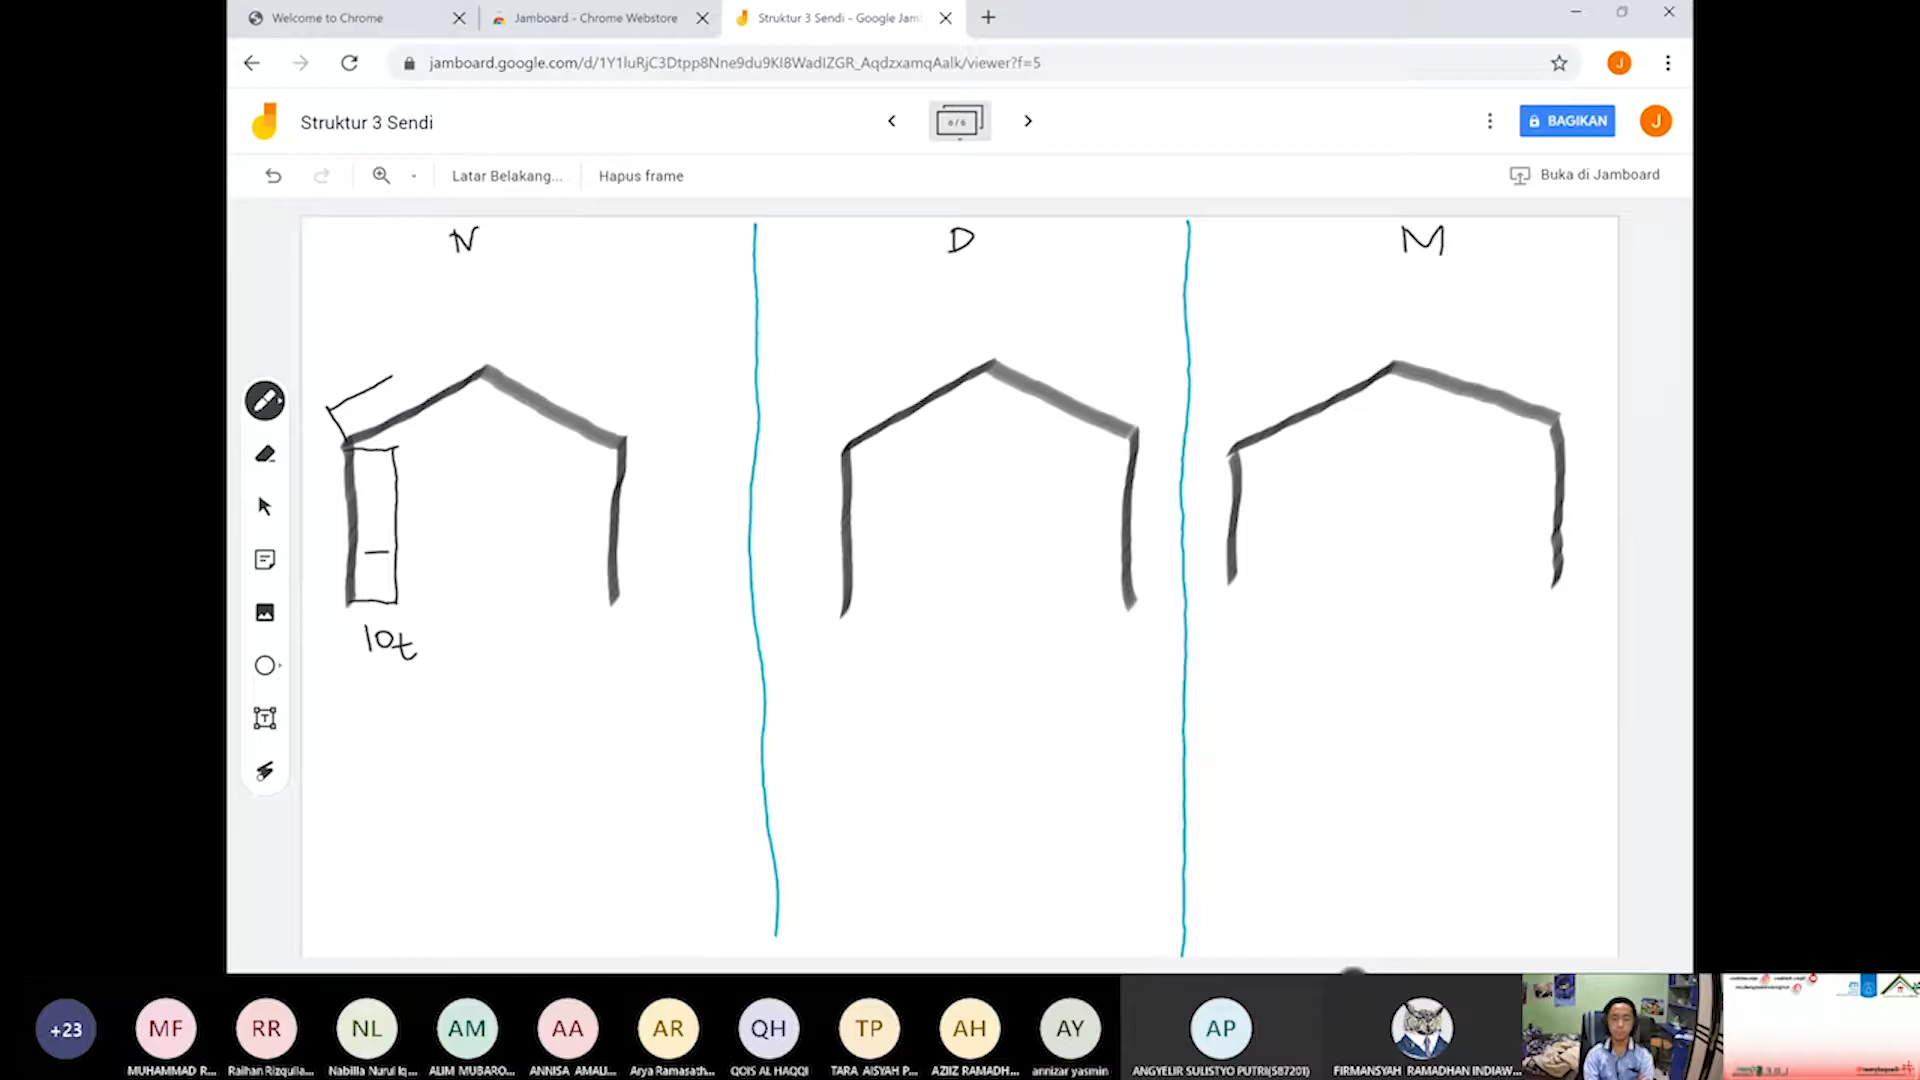 Welcome to Chrome
Jamboard - Chrome Webstore
Struktur 3 Sendi - Google Jam
jamboard.google.com/d/1Y1luRjC3Dtpp8Nne9du9KI8WadIZGR_AqdzxamqAalk/viewer?f=5
J
Struktur 3 Sendi
6/6
BAGIKAN
J
Latar Belakang...
Hapus frame
Buka di Jamboard
N
D
M
10t
+23
MF
RR
NL
AM
AA
AR
QH
TP
AH
AY
AP
MUHAMMAD R...
Raihan Rizqulla...
Nabilla Nurul Iq...
ALIM MUBARO...
ANNISA AMALI...
Arya Ramasath...
QOIS AL HAQQI
TARA AISYAH P...
AZIIZ RAMADH...
annizar yasmin
ANGYELIR SULISTYO PUTRI(587201)
FIRMANSYAH RAMADHAN INDIAW...